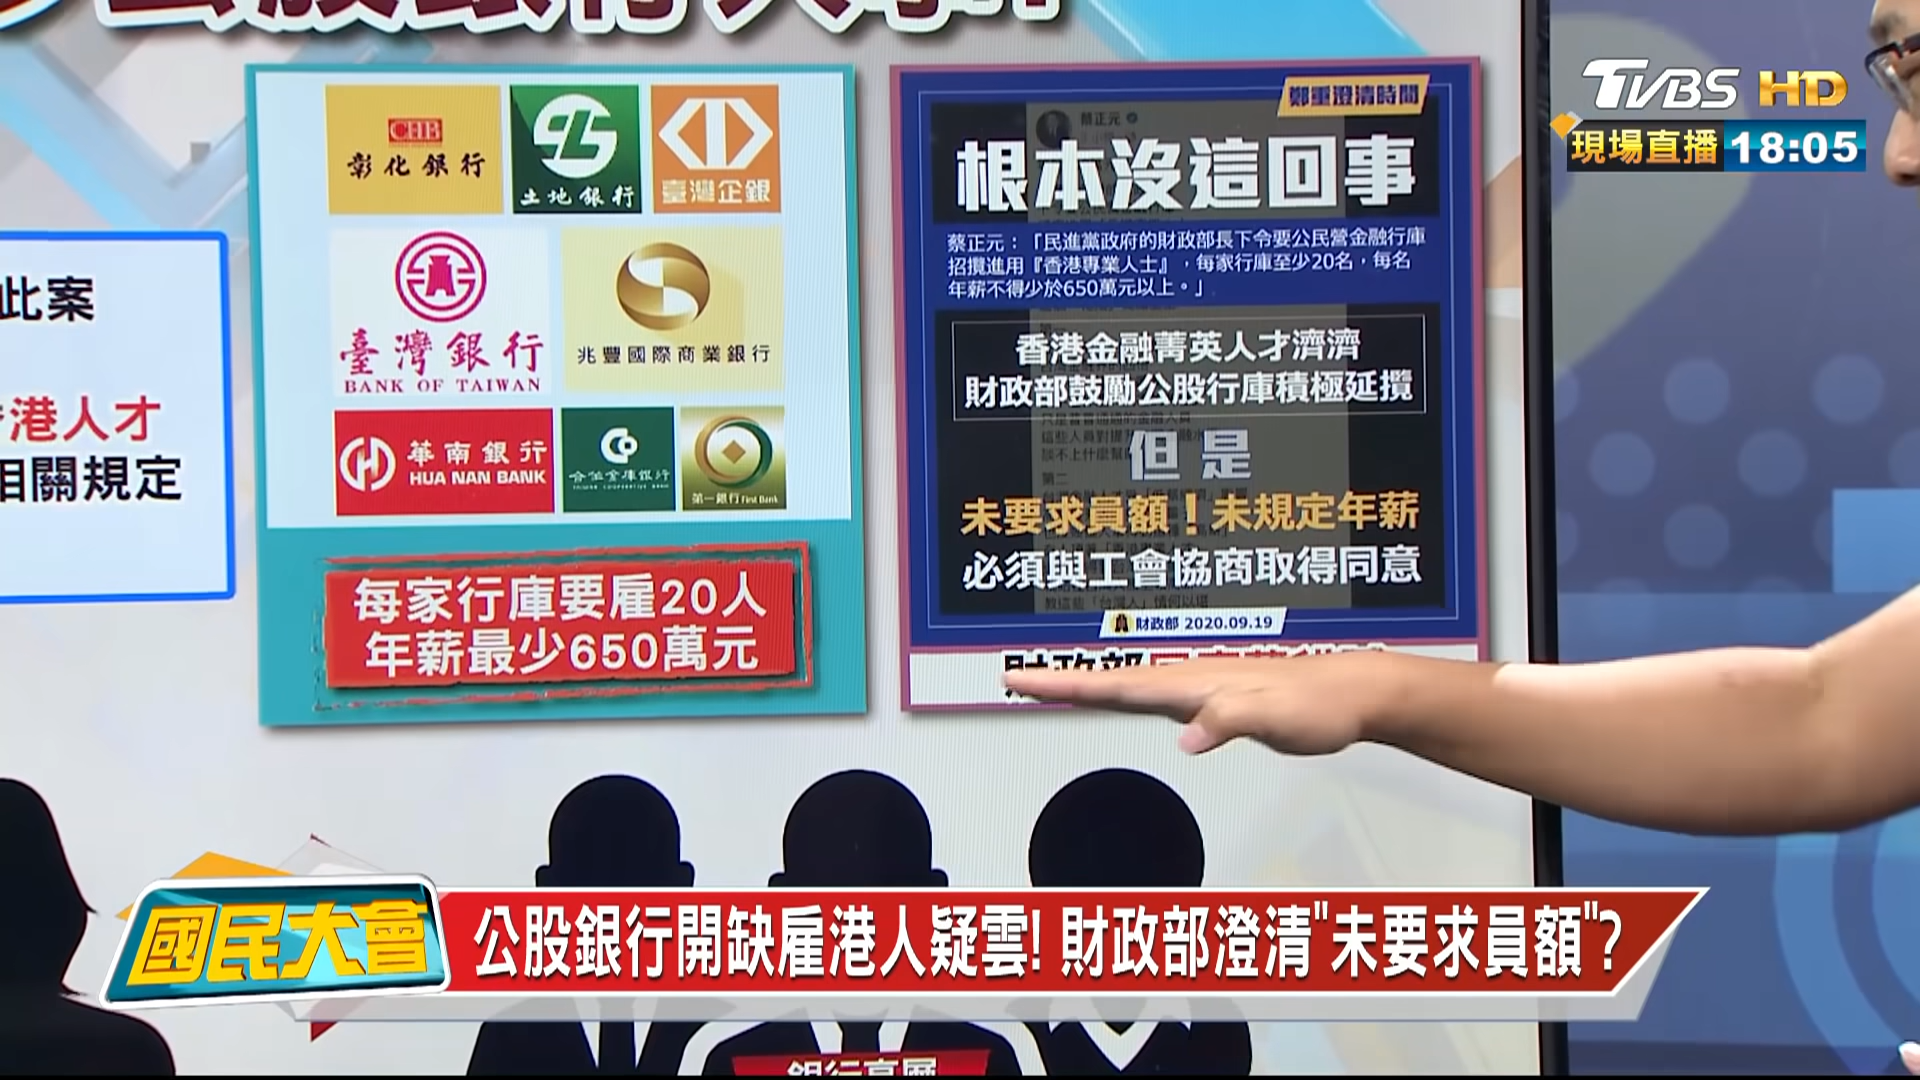 TVBS HD
現場直播 18:05
此案
港人才
相關規定
CHB
彰化銀行
土地銀行
臺灣企銀
臺灣銀行
BANK OF TAIWAN
兆豐國際商業銀行
華南銀行
HUA NAN BANK
合作金庫銀行
第一銀行 First Bank
每家行庫要雇20人
年薪最少650萬元
鄭重澄清時間
蔡正元
根本沒這回事
蔡正元：「民進黨政府的財政部長下令要公民營金融行庫
招攬進用『香港專業人士』，每家行庫至少20名，每名
年薪不得少於650萬元以上。」
香港金融菁英人才濟濟
財政部鼓勵公股行庫積極延攬
但是
未要求員額！未規定年薪
必須與工會協商取得同意
財政部 2020.09.19
財政部
國民大會
公股銀行開缺雇港人疑雲! 財政部澄清"未要求員額"?
銀行高層